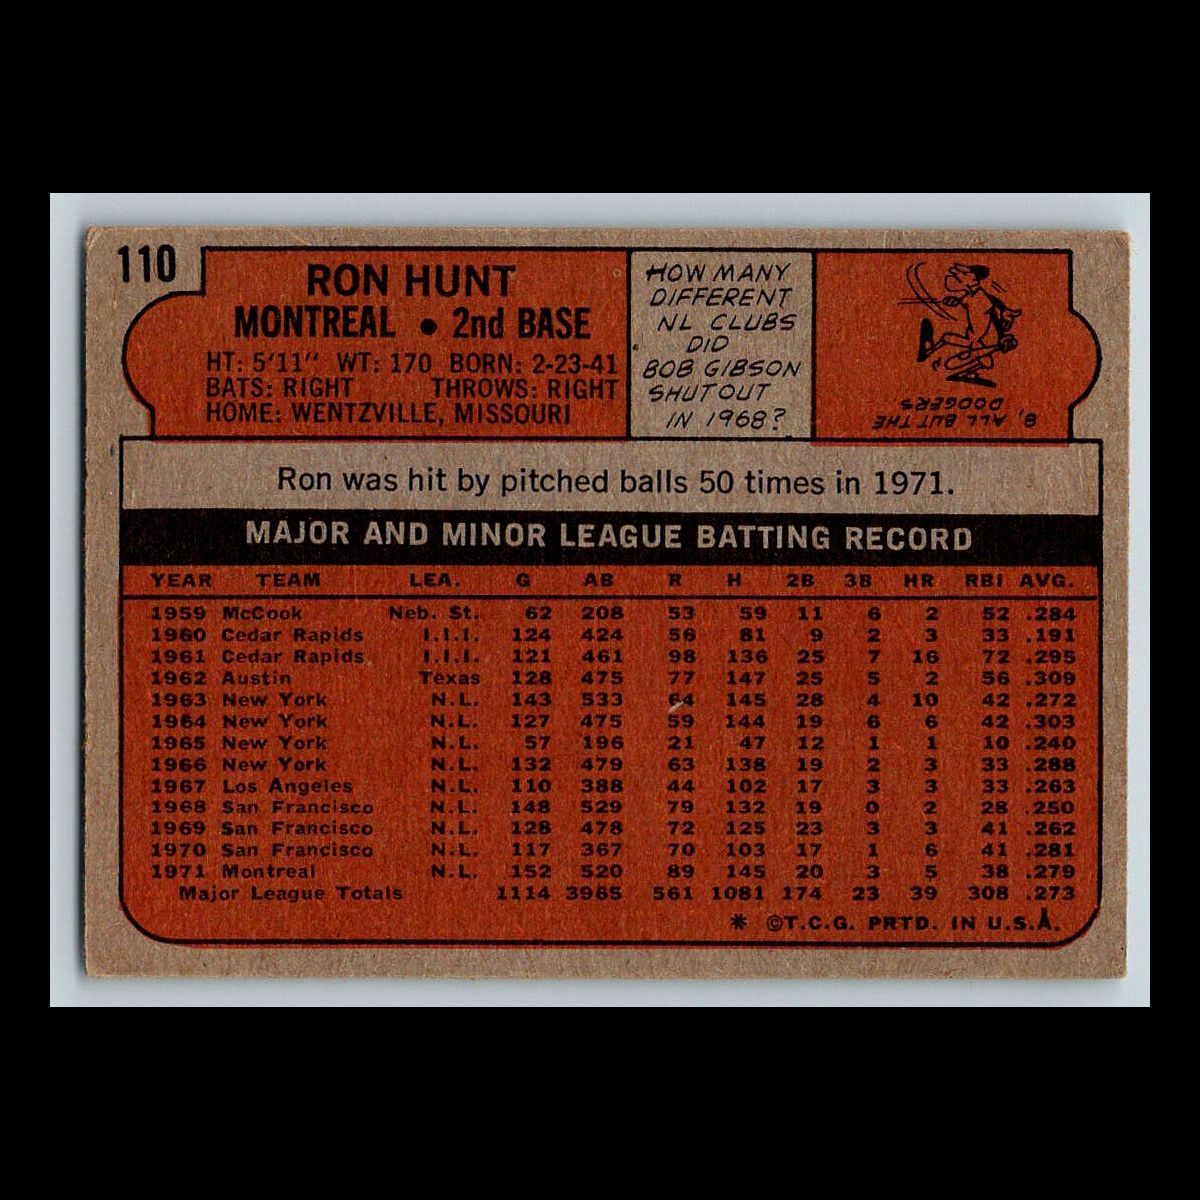 110
RON HUNT
MONTREAL • 2nd BASE
HT: 5'11" WT: 170 BORN: 2-23-41
BATS: RIGHT THROWS: RIGHT
HOME: WENTZVILLE, MISSOURI
HOW MANY
DIFFERENT
NL CLUBS
DID
BOB GIBSON
SHUTOUT
IN 1968?
8, ALL BUT THE
DODGERS
Ron was hit by pitched balls 50 times in 1971.
MAJOR AND MINOR LEAGUE BATTING RECORD
YEAR TEAM LEA. G AB R H 2B 3B HR RBI AVG.
1959 McCook Neb. St. 62 208 53 59 11 6 2 52 .284
1960 Cedar Rapids I.I.I. 124 424 56 81 9 2 3 33 .191
1961 Cedar Rapids I.I.I. 121 461 98 136 25 7 16 72 .295
1962 Austin Texas 128 475 77 147 25 5 2 56 .309
1963 New York N.L. 143 533 64 145 28 4 10 42 .272
1964 New York N.L. 127 475 59 144 19 6 6 42 .303
1965 New York N.L. 57 196 21 47 12 1 1 10 .240
1966 New York N.L. 132 479 63 138 19 2 3 33 .288
1967 Los Angeles N.L. 110 388 44 102 17 3 3 33 .263
1968 San Francisco N.L. 148 529 79 132 19 0 2 28 .250
1969 San Francisco N.L. 128 478 72 125 23 3 3 41 .262
1970 San Francisco N.L. 117 367 70 103 17 1 6 41 .281
1971 Montreal N.L. 152 520 89 145 20 3 5 38 .279
Major League Totals 1114 3965 561 1081 174 23 39 308 .273
* ©T.C.G. PRTD. IN U.S.A.